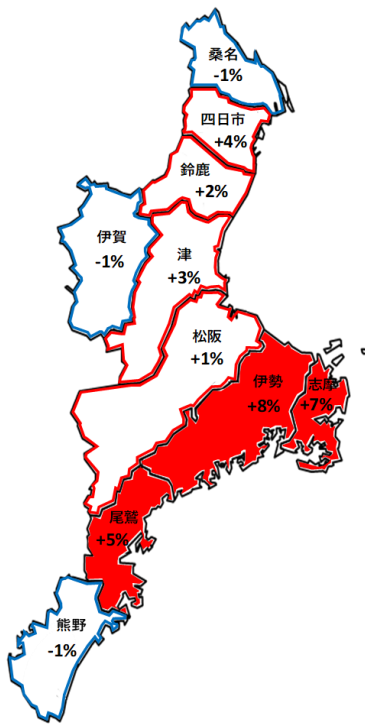 桑名
-1%
四日市
+4%
鈴鹿
+2%
伊賀
-1%
津
+3%
松阪
+1%
伊勢
+8%
志摩
+7%
尾鷲
+5%
熊野
-1%